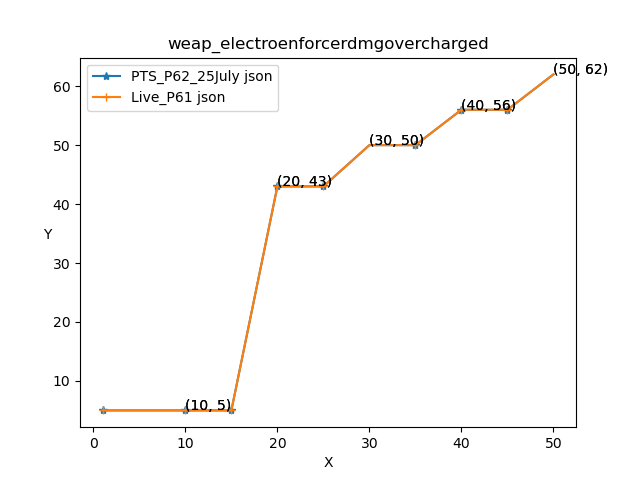 weap_electroenforcerdmgovercharged
PTS_P62_25July json
Live_P61 json
(50, 62)
(40, 56)
(30, 50)
(20, 43)
(10, 5)
Y
60
50
40
30
20
10
0 10 20 30 40 50
X